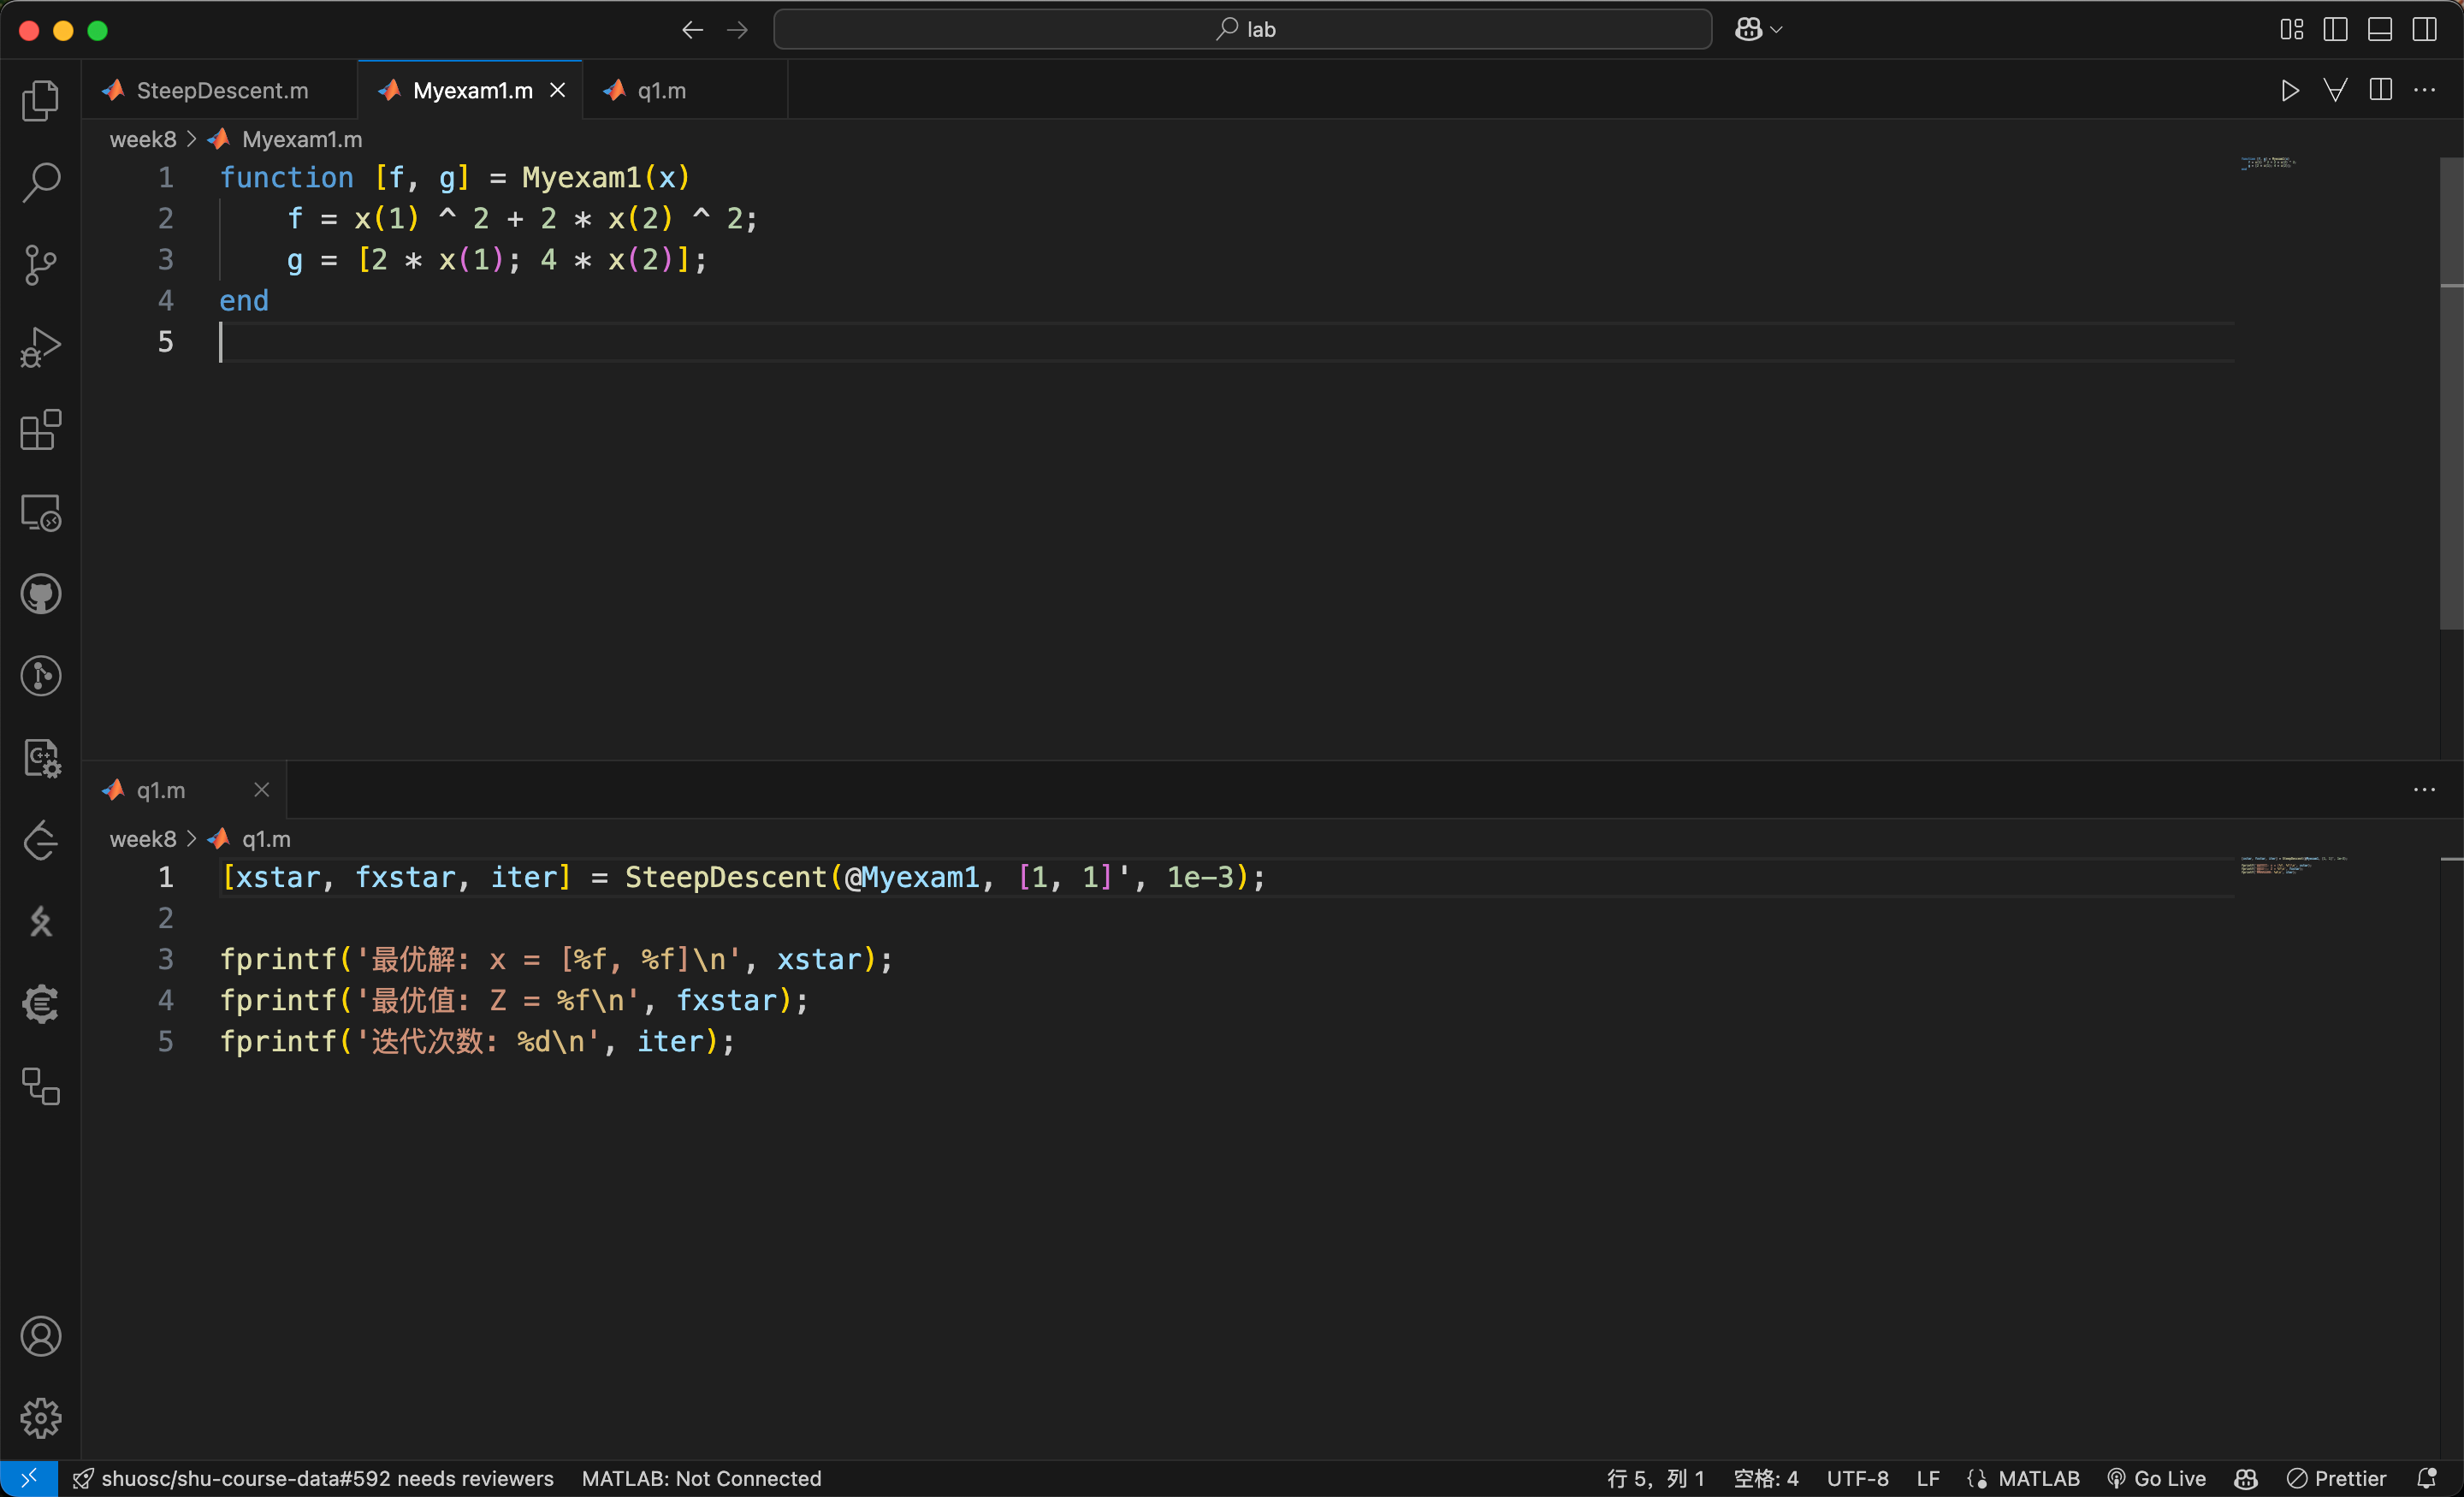 lab
SteepDescent.m
Myexam1.m
q1.m
week8 > Myexam1.m
1 function [f, g] = Myexam1(x)
2 f = x(1) ^ 2 + 2 * x(2) ^ 2;
3 g = [2 * x(1); 4 * x(2)];
4 end
5
q1.m
week8 > q1.m
1 [xstar, fxstar, iter] = SteepDescent(@Myexam1, [1, 1]', 1e-3);
2
3 fprintf('最优解: x = [%f, %f]\n', xstar);
4 fprintf('最优值: Z = %f\n', fxstar);
5 fprintf('迭代次数: %d\n', iter);
shuosc/shu-course-data#592 needs reviewers MATLAB: Not Connected 行 5，列 1 空格: 4 UTF-8 LF MATLAB Go Live Prettier